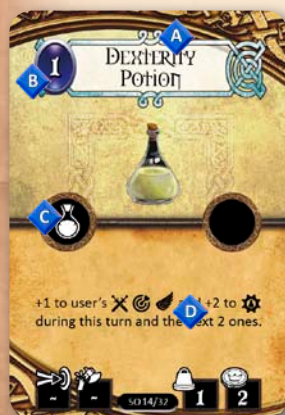 A
DEXTERITY
B 1 POTION
C
+1 to user's +2 to
D
during this turn and the next 2 ones.
~ ~ SO 14/32 1 2